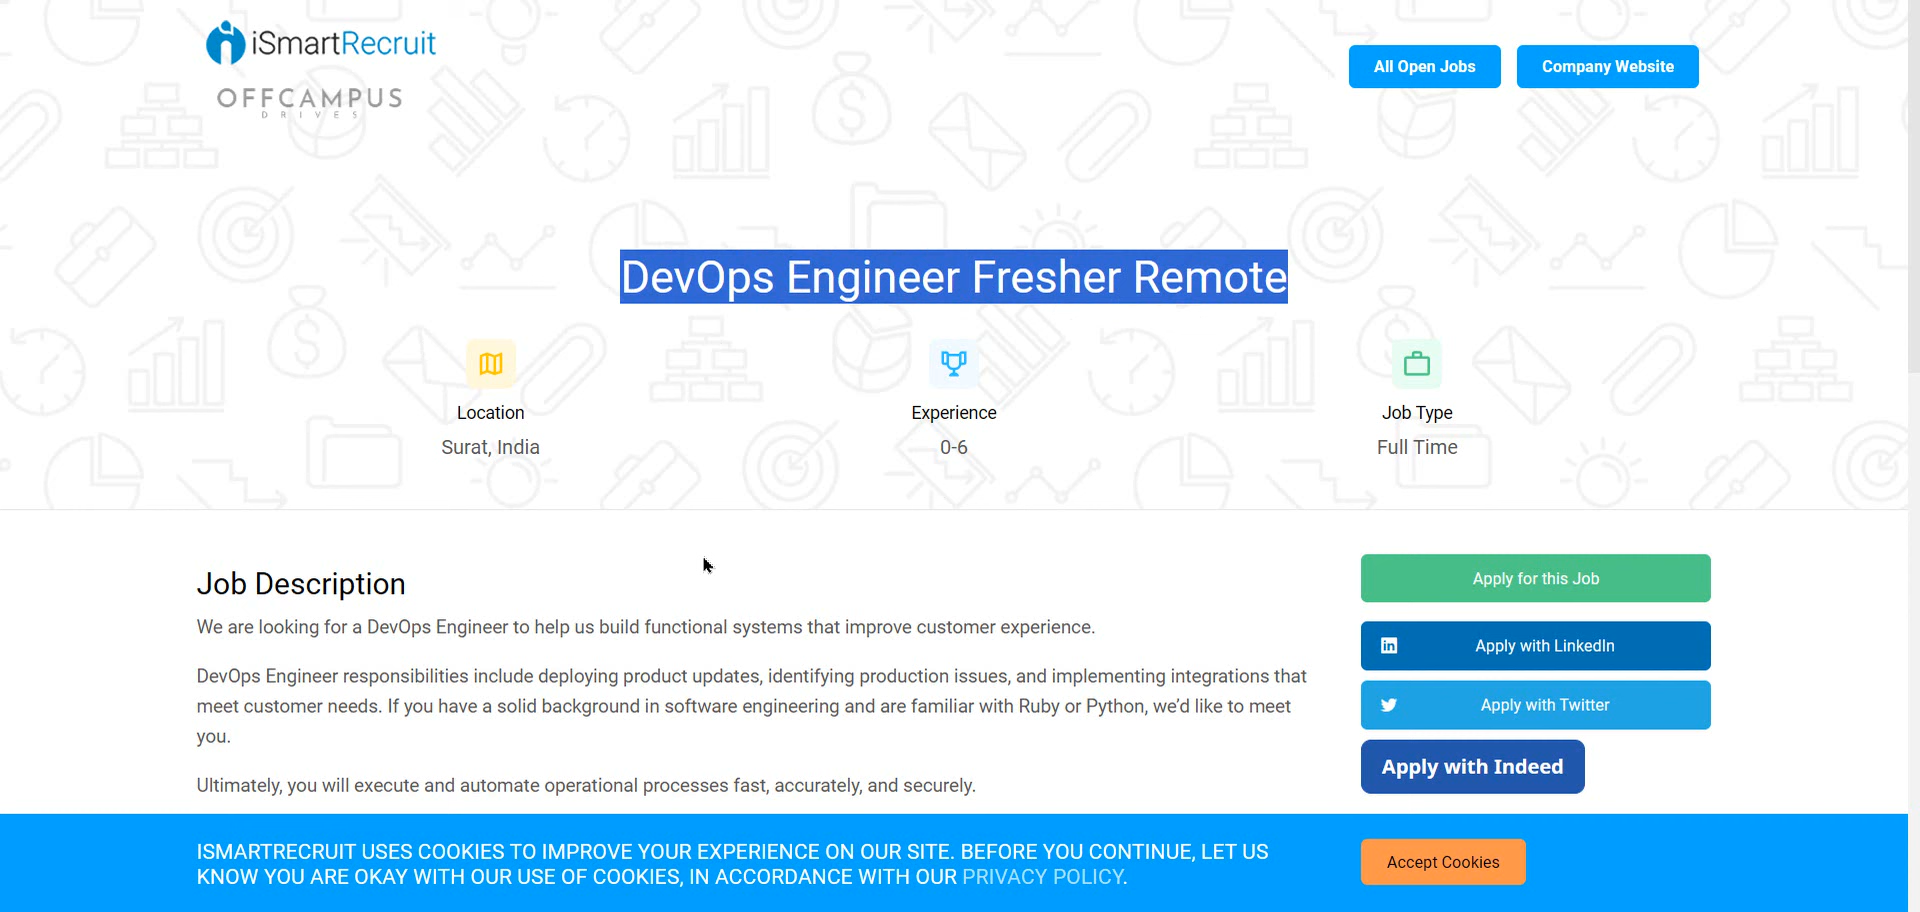 iSmartRecruit
OFFCAMPUS
DRIVES
All Open Jobs
Company Website
DevOps Engineer Fresher Remote
Location
Surat, India
Experience
0-6
Job Type
Full Time
Job Description
We are looking for a DevOps Engineer to help us build functional systems that improve customer experience.
DevOps Engineer responsibilities include deploying product updates, identifying production issues, and implementing integrations that
meet customer needs. If you have a solid background in software engineering and are familiar with Ruby or Python, we’d like to meet
you.
Ultimately, you will execute and automate operational processes fast, accurately, and securely.
Apply for this Job
Apply with LinkedIn
Apply with Twitter
Apply with Indeed
ISMARTRECRUIT USES COOKIES TO IMPROVE YOUR EXPERIENCE ON OUR SITE. BEFORE YOU CONTINUE, LET US
KNOW YOU ARE OKAY WITH OUR USE OF COOKIES, IN ACCORDANCE WITH OUR PRIVACY POLICY.
Accept Cookies